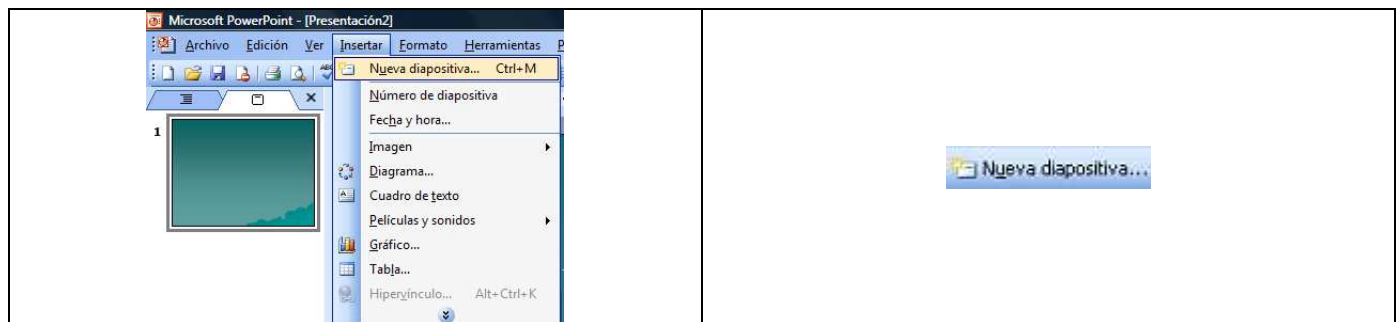 Microsoft PowerPoint - [Presentación2]
Archivo Edición Ver Insertar Formato Herramientas P
Nueva diapositiva... Ctrl+M
Número de diapositiva
Fecha y hora...
1
Imagen
Diagrama...
Cuadro de texto
Películas y sonidos
Gráfico...
Tabla...
Hipervínculo... Alt+Ctrl+K
Nueva diapositiva...